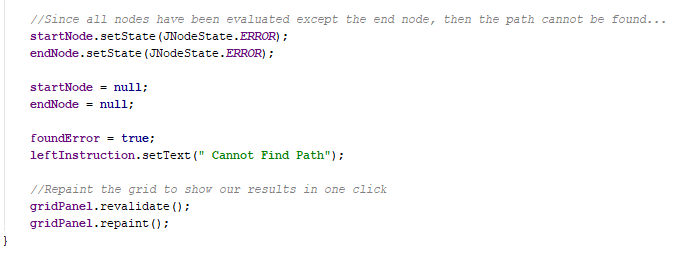 //Since all nodes have been evaluated except the end node, then the path cannot be found...
startNode.setState(JNodeState.ERROR);
endNode.setState(JNodeState.ERROR);
startNode = null;
endNode = null;
foundError = true;
leftInstruction.setText(" Cannot Find Path");
//Repaint the grid to show our results in one click
gridPanel.revalidate();
gridPanel.repaint();
}